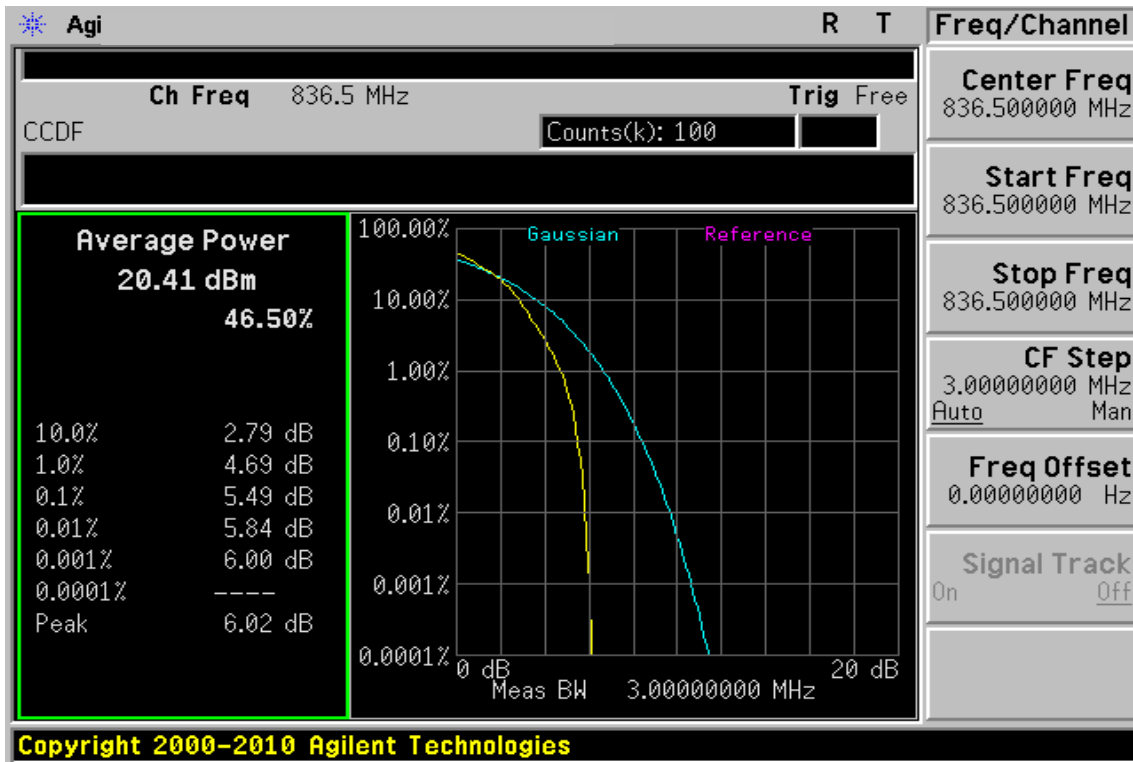 Agi R T
Ch Freq 836.5 MHz Trig Free
CCDF Counts(k): 100
Average Power
20.41 dBm
46.50%
10.0% 2.79 dB
1.0% 4.69 dB
0.1% 5.49 dB
0.01% 5.84 dB
0.001% 6.00 dB
0.0001% ----
Peak 6.02 dB
Gaussian Reference
100.00%
10.00%
1.00%
0.10%
0.01%
0.001%
0.0001%
0 dB 20 dB
Meas BW 3.00000000 MHz
Freq/Channel
Center Freq
836.500000 MHz
Start Freq
836.500000 MHz
Stop Freq
836.500000 MHz
CF Step
3.00000000 MHz
Auto Man
Freq Offset
0.00000000 Hz
Signal Track
On Off
Copyright 2000-2010 Agilent Technologies